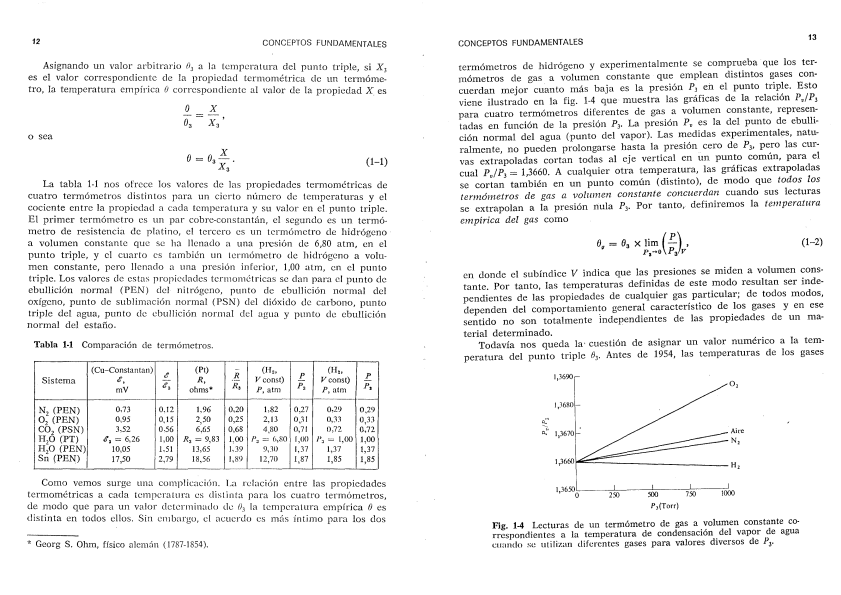 12
CONCEPTOS FUNDAMENTALES
Asignando un valor arbitrario θ₃ a la temperatura del punto triple, si X₃
es el valor correspondiente de la propiedad termométrica de un termóme-
tro, la temperatura empírica θ correspondiente al valor de la propiedad X es
θ/θ₃ = X/X₃,
o sea
θ = θ₃ X/X₃. (1–1)
La tabla 1-1 nos ofrece los valores de las propiedades termométricas de
cuatro termómetros distintos para un cierto número de temperaturas y el
cociente entre la propiedad a cada temperatura y su valor en el punto triple.
El primer termómetro es un par cobre-constantán, el segundo es un termó-
metro de resistencia de platino, el tercero es un termómetro de hidrógeno
a volumen constante que se ha llenado a una presión de 6,80 atm, en el
punto triple, y el cuarto es también un termómetro de hidrógeno a volu-
men constante, pero llenado a una presión inferior, 1,00 atm, en el punto
triple. Los valores de estas propiedades termométricas se dan para el punto de
ebullición normal (PEN) del nitrógeno, punto de ebullición normal del
oxígeno, punto de sublimación normal (PSN) del dióxido de carbono, punto
triple del agua, punto de ebullición normal del agua y punto de ebullición
normal del estaño.
Tabla 1-1 Comparación de termómetros.
Sistema (Cu-Constantan) ℰ, mV ℰ/ℰ₃ (Pt) R, ohms* R/R₃ (H₂, V const) P, atm P/P₃ (H₂, V const) P, atm P/P₃
N₂ (PEN) 0.73 0.12 1,96 0,20 1,82 0,27 0.29 0,29
O₂ (PEN) 0.95 0,15 2,50 0,25 2,13 0,31 0.33 0,33
CO₂ (PSN) 3.52 0.56 6,65 0,68 4,80 0,71 0,72 0,72
H₂O (PT) ℰ₃ = 6.26 1,00 R₃ = 9,83 1,00 P₃ = 6,80 1,00 P₃ = 1,00 1,00
H₂O (PEN) 10,05 1.51 13,65 1.39 9,30 1,37 1,37 1,37
Sn (PEN) 17,50 2,79 18,56 1,89 12,70 1,87 1,85 1,85
Como vemos surge una complicación. La relación entre las propiedades
termométricas a cada temperatura es distinta para los cuatro termómetros,
de modo que para un valor determinado de θ₃ la temperatura empírica θ es
distinta en todos ellos. Sin embargo, el acuerdo es más íntimo para los dos
* Georg S. Ohm, físico alemán (1787-1854).
CONCEPTOS FUNDAMENTALES
13
termómetros de hidrógeno y experimentalmente se comprueba que los ter-
mómetros de gas a volumen constante que emplean distintos gases con-
cuerdan mejor cuanto más baja es la presión P₃ en el punto triple. Esto
viene ilustrado en la fig. 1-4 que muestra las gráficas de la relación Pᵥ/P₃
para cuatro termómetros diferentes de gas a volumen constante, represen-
tadas en función de la presión P₃. La presión Pᵥ es la del punto de ebulli-
ción normal del agua (punto del vapor). Las medidas experimentales, natu-
ralmente, no pueden prolongarse hasta la presión cero de P₃, pero las cur-
vas extrapoladas cortan todas al eje vertical en un punto común, para el
cual Pᵥ/P₃ = 1,3660. A cualquier otra temperatura, las gráficas extrapoladas
se cortan también en un punto común (distinto), de modo que todos los
termómetros de gas a volumen constante concuerdan cuando sus lecturas
se extrapolan a la presión nula P₃. Por tanto, definiremos la temperatura
empírica del gas como
θg = θ₃ × lim P₃→0 (P/P₃)V, (1–2)
en donde el subíndice V indica que las presiones se miden a volumen cons-
tante. Por tanto, las temperaturas definidas de este modo resultan ser inde-
pendientes de las propiedades de cualquier gas particular; de todos modos,
dependen del comportamiento general característico de los gases y en ese
sentido no son totalmente independientes de las propiedades de un ma-
terial determinado.
Todavía nos queda la cuestión de asignar un valor numérico a la tem-
peratura del punto triple θ₃. Antes de 1954, las temperaturas de los gases
1,3690
1,3680
1,3670
1,3660
1,3650
Pᵥ/P₃
O₂
Aire
N₂
H₂
0 250 500 750 1000
P₃(Torr)
Fig. 1-4 Lecturas de un termómetro de gas a volumen constante co-
rrespondientes a la temperatura de condensación del vapor de agua
cuando se utilizan diferentes gases para valores diversos de P₃.